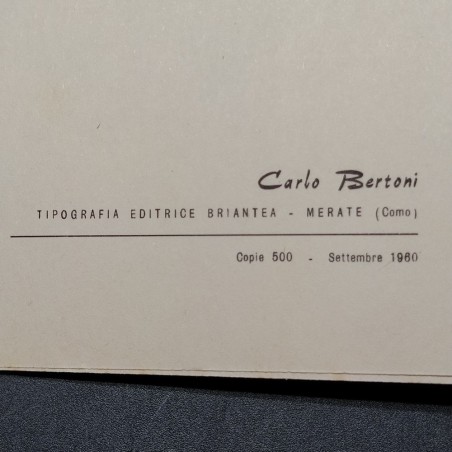 Carlo Bertoni
TIPOGRAFIA EDITRICE BRIANTEA - MERATE (Como)
Copie 500 - Settembre 1960